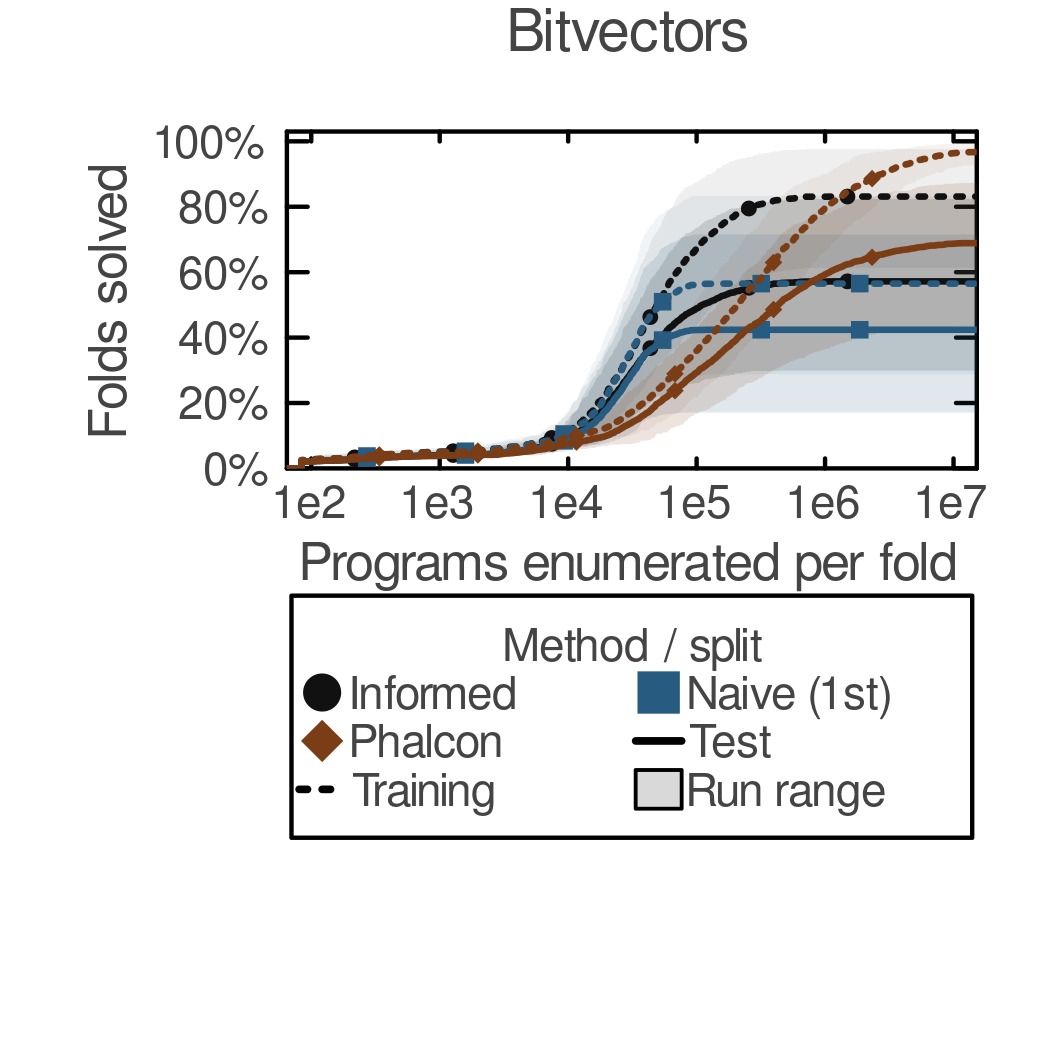 Bitvectors
Folds solved
100%
80%
60%
40%
20%
0%
1e2 1e3 1e4 1e5 1e6 1e7
Programs enumerated per fold
Method / split
Informed Naive (1st)
Phalcon Test
Training Run range